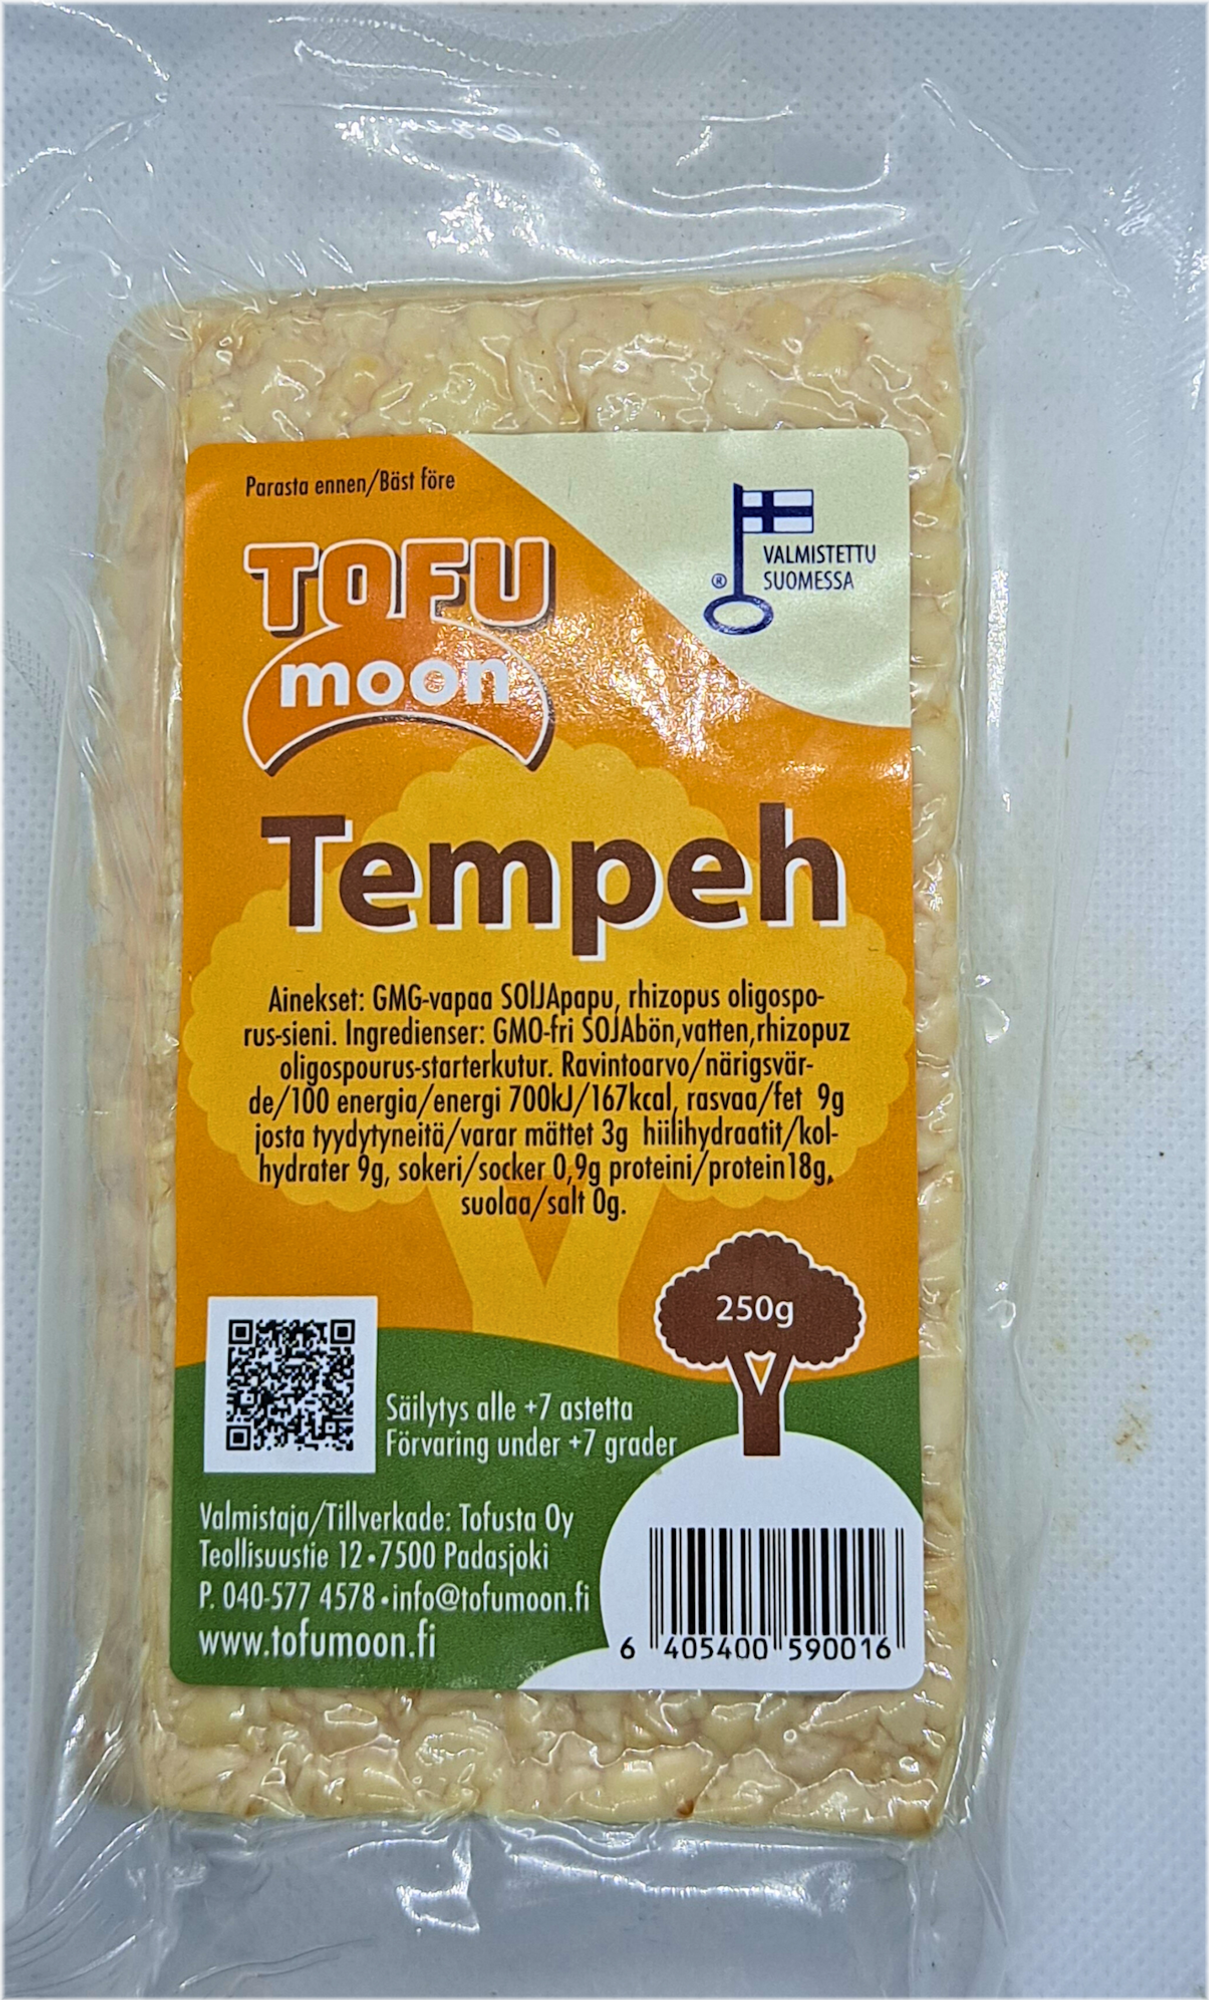 Parasta ennen/Bäst före
TOFU
moon
® VALMISTETTU
SUOMESSA
Tempeh
Ainekset: GMG-vapaa SOIJApapu, rhizopus oligospo-
rus-sieni. Ingredienser: GMO-fri SOJAbön,vatten,rhizopuz
oligospourus-starterkutur. Ravintoarvo/närigsvär-
de/100 energia/energi 700kJ/167kcal, rasvaa/fet 9g
josta tyydytyneitä/varar mättet 3g hiilihydraatit/kol-
hydrater 9g, sokeri/socker 0,9g proteini/protein18g,
suolaa/salt 0g.
250g
Säilytys alle +7 astetta
Förvaring under +7 grader
Valmistaja/Tillverkade: Tofusta Oy
Teollisuustie 12•7500 Padasjoki
P. 040-577 4578•info@tofumoon.fi
www.tofumoon.fi
6 405400 590016